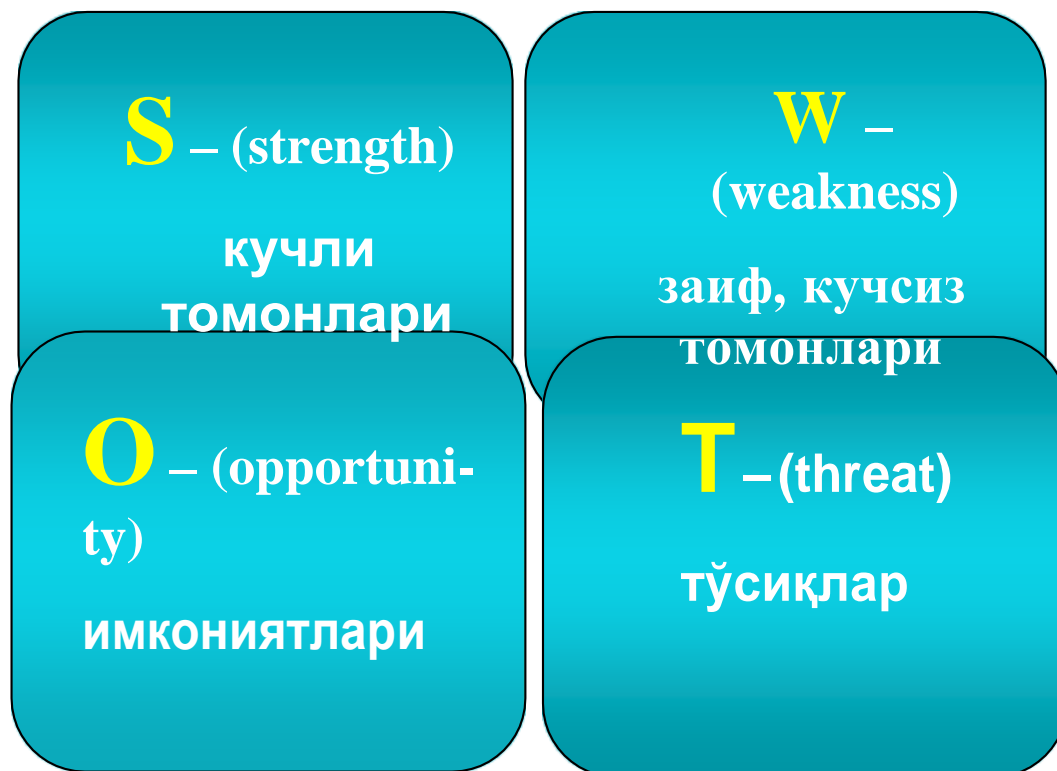 S – (strength)
кучли
томонлари
W –
(weakness)
заиф, кучсиз
томонлари
O – (opportuni-
ty)
имкониятлари
T – (threat)
тўсиқлар